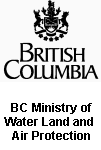 BRITISH
COLUMBIA
BC Ministry of
Water Land and
Air Protection